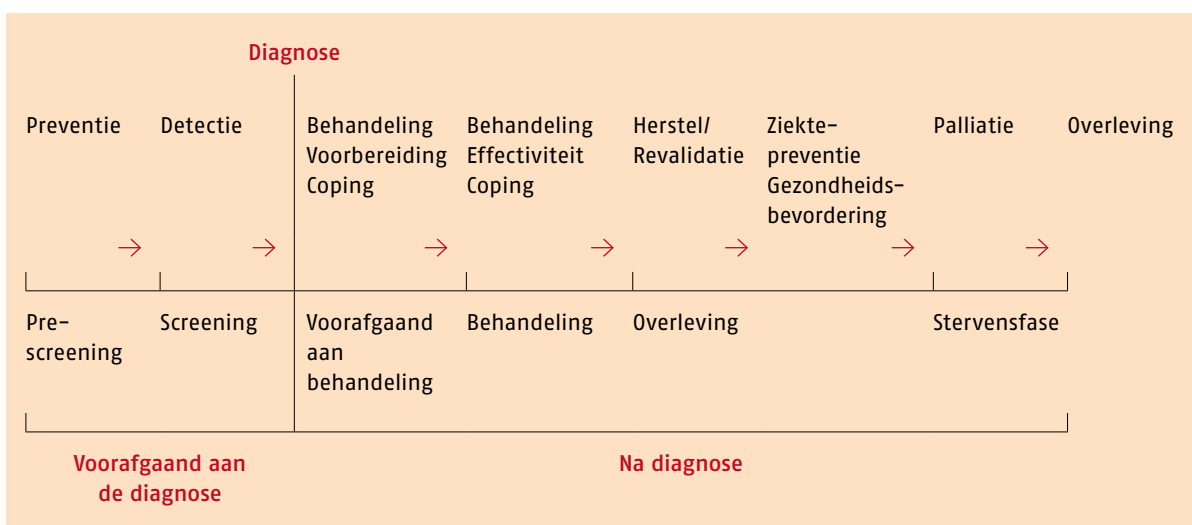 Diagnose
Preventie
Detectie
Behandeling
Voorbereiding
Coping
Behandeling
Effectiviteit
Coping
Herstel/
Revalidatie
Ziekte-
preventie
Gezondheids-
bevordering
Palliatie
Overleving
Pre-
screening
Screening
Voorafgaand
aan
behandeling
Behandeling
Overleving
Stervensfase
Voorafgaand aan
de diagnose
Na diagnose